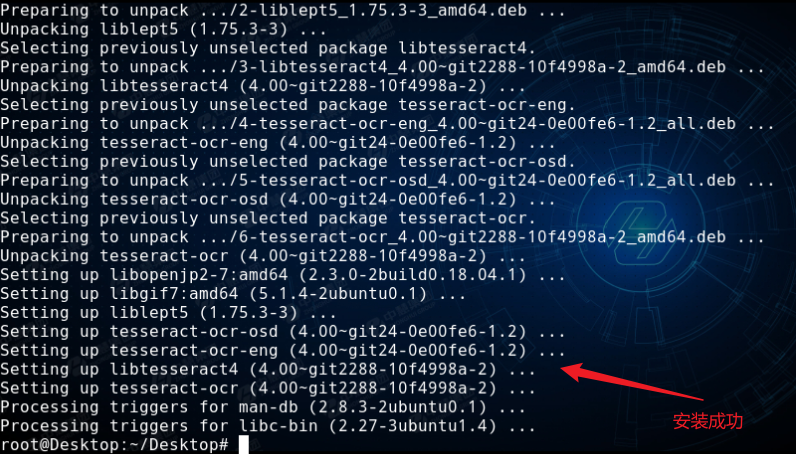 Preparing to unpack .../2-liblept5_1.75.3-3_amd64.deb ...
Unpacking liblept5 (1.75.3-3) ...
Selecting previously unselected package libtesseract4.
Preparing to unpack .../3-libtesseract4_4.00~git2288-10f4998a-2_amd64.deb ...
Unpacking libtesseract4 (4.00~git2288-10f4998a-2) ...
Selecting previously unselected package tesseract-ocr-eng.
Preparing to unpack .../4-tesseract-ocr-eng_4.00~git24-0e00fe6-1.2_all.deb ...
Unpacking tesseract-ocr-eng (4.00~git24-0e00fe6-1.2) ...
Selecting previously unselected package tesseract-ocr-osd.
Preparing to unpack .../5-tesseract-ocr-osd_4.00~git24-0e00fe6-1.2_all.deb ...
Unpacking tesseract-ocr-osd (4.00~git24-0e00fe6-1.2) ...
Selecting previously unselected package tesseract-ocr.
Preparing to unpack .../6-tesseract-ocr_4.00~git2288-10f4998a-2_amd64.deb ...
Unpacking tesseract-ocr (4.00~git2288-10f4998a-2) ...
Setting up libopenjp2-7:amd64 (2.3.0-2build0.18.04.1) ...
Setting up libgif7:amd64 (5.1.4-2ubuntu0.1) ...
Setting up liblept5 (1.75.3-3) ...
Setting up tesseract-ocr-osd (4.00~git24-0e00fe6-1.2) ...
Setting up tesseract-ocr-eng (4.00~git24-0e00fe6-1.2) ...
Setting up libtesseract4 (4.00~git2288-10f4998a-2) ...
Setting up tesseract-ocr (4.00~git2288-10f4998a-2) ...
Processing triggers for man-db (2.8.3-2ubuntu0.1) ...
安装成功
Processing triggers for libc-bin (2.27-3ubuntu1.4) ...
root@Desktop:~/Desktop#